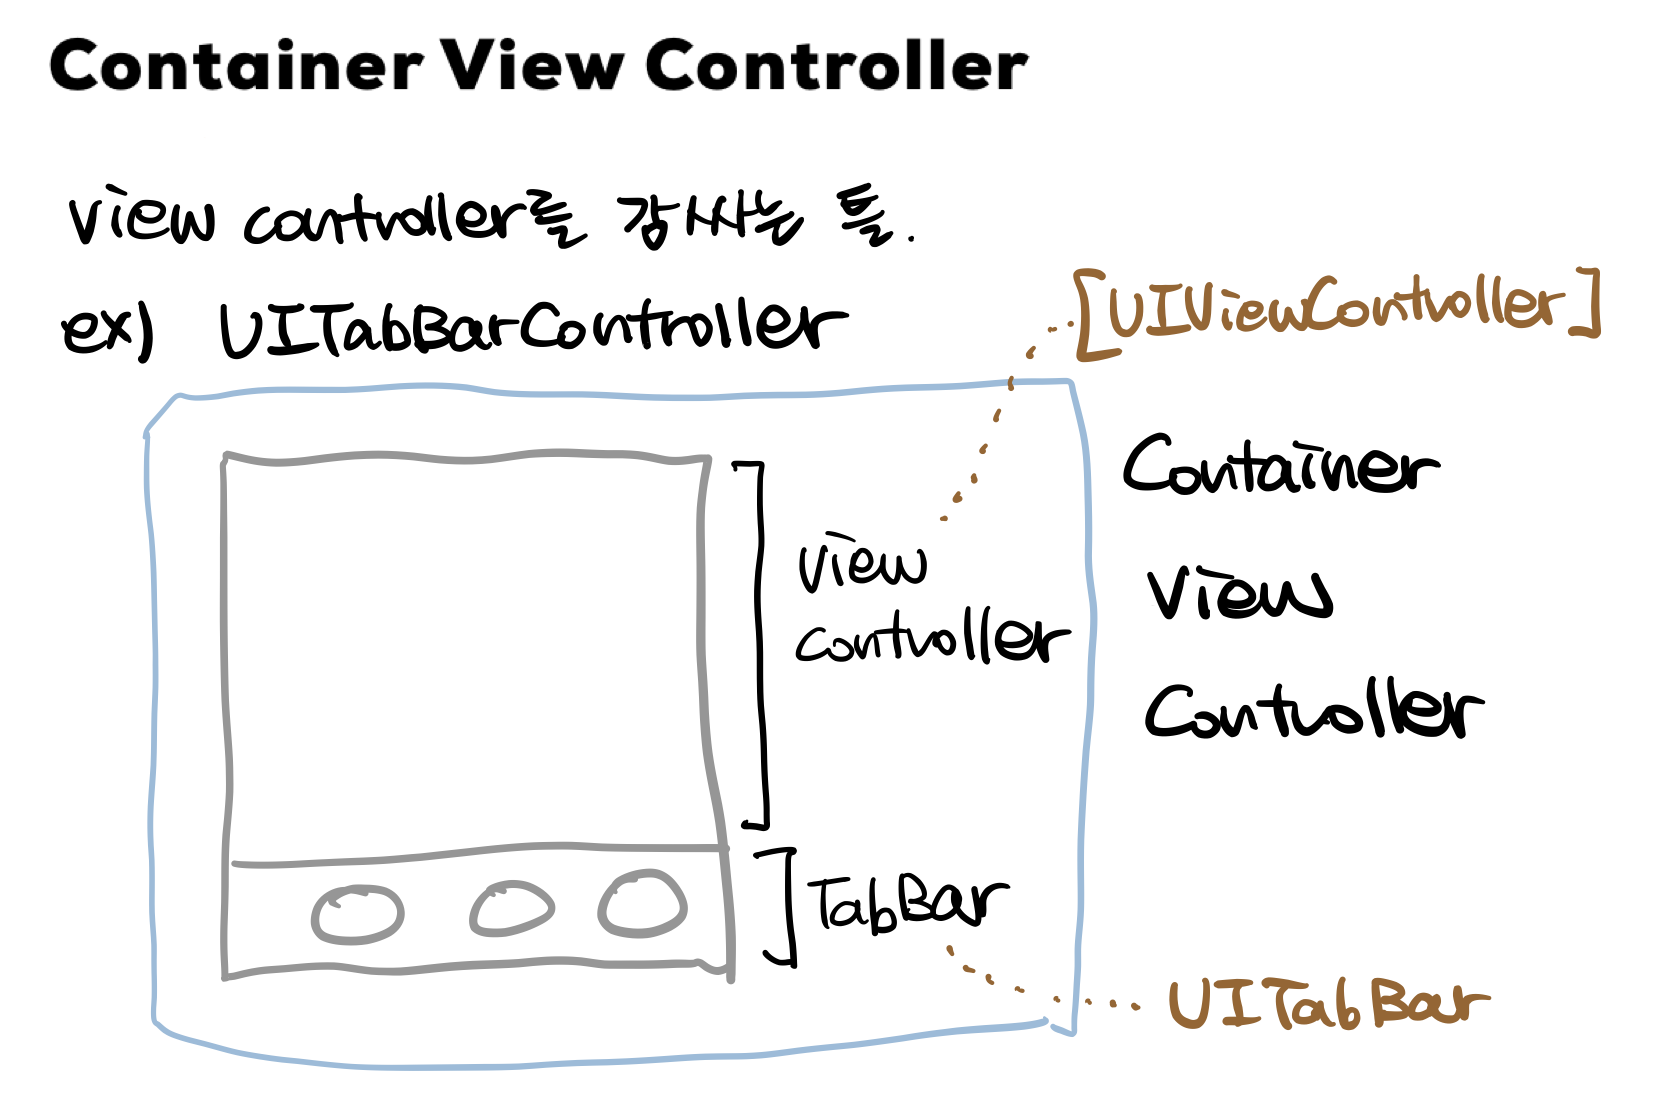 Container View Controller
view controller를 감싸는 틀.
ex) UITabBarController
[UIViewController]
view
controller
Container
View
Controller
TabBar
UITabBar